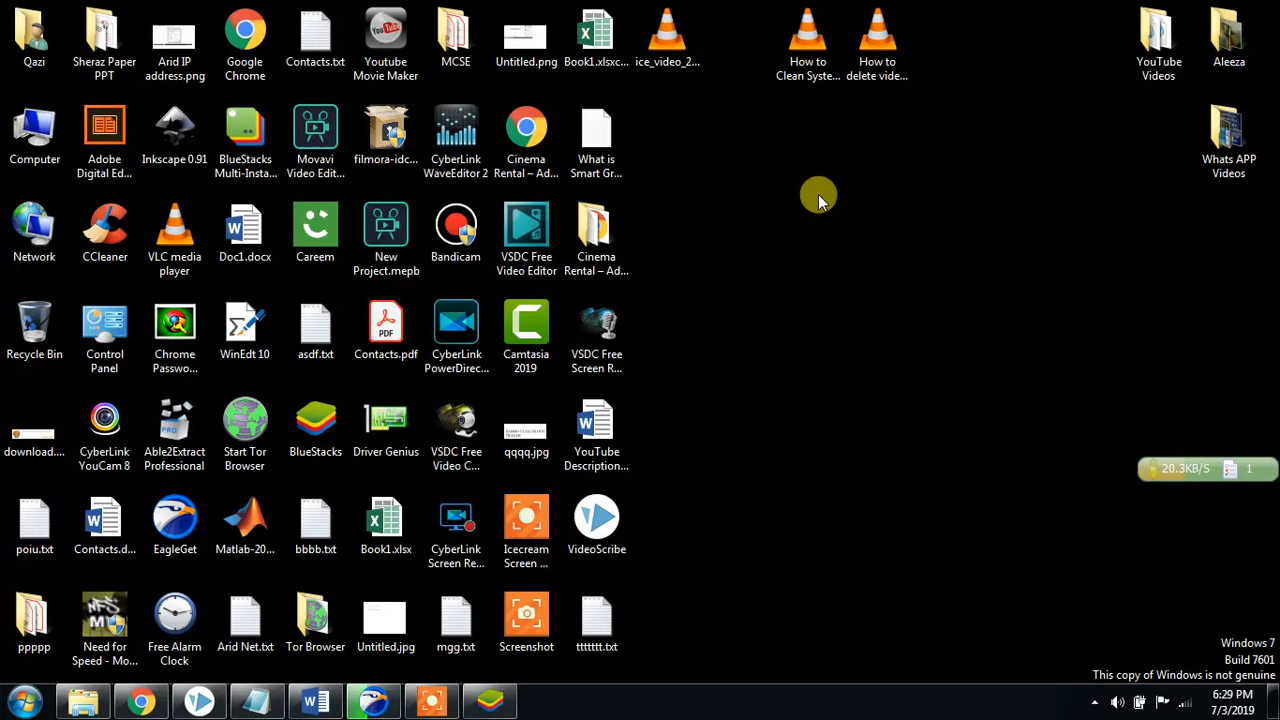 Qazi
Sheraz Paper
PPT
Arid IP
address.png
Google
Chrome
Contacts.txt
You
Tube
Youtube
Movie Maker
MCSE
Untitled.png
Book1.xlsxc...
ice_video_2...
How to
Clean Syste...
How to
delete vide...
YouTube
Videos
Aleeza
Computer
Adobe
Digital Ed...
Inkscape 0.91
BlueStacks
Multi-Insta...
Movavi
Video Edit...
filmora-idc...
CyberLink
WaveEditor 2
Cinema
Rental – Ad...
What is
Smart Gr...
Whats APP
Videos
Network
CCleaner
VLC media
player
Doc1.docx
Careem
New
Project.mepb
Bandicam
VSDC Free
Video Editor
Cinema
Rental – Ad...
Recycle Bin
Control
Panel
Chrome
Passwo...
WinEdt 10
asdf.txt
PDF
Contacts.pdf
CyberLink
PowerDirec...
Camtasia
2019
VSDC Free
Screen R...
download....
CyberLink
YouCam 8
PRO
Able2Extract
Professional
Start Tor
Browser
BlueStacks
Driver Genius
VSDC Free
Video C...
qqqq.jpg
YouTube
Description...
20.3KB/S 1
poiu.txt
Contacts.d...
EagleGet
Matlab-20...
bbbb.txt
Book1.xlsx
CyberLink
Screen Re...
Icecream
Screen ...
VideoScribe
ppppp
Need for
Speed - Mo...
Free Alarm
Clock
Arid Net.txt
Tor Browser
Untitled.jpg
mgg.txt
Screenshot
ttttttt.txt
Windows 7
Build 7601
This copy of Windows is not genuine
6:29 PM
7/3/2019